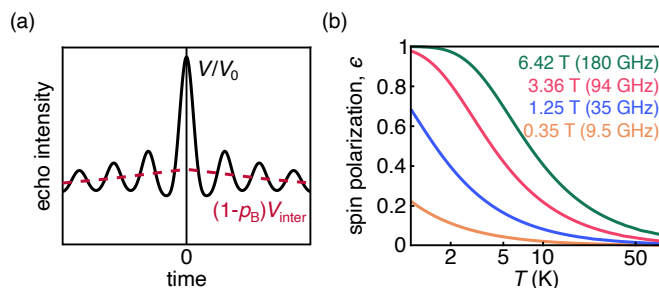 (a)
V/V₀
echo intensity
(1-p_B)V_inter
0
time
(b)
spin polarization, ϵ
1
0.8
0.6
0.4
0.2
0
6.42 T (180 GHz)
3.36 T (94 GHz)
1.25 T (35 GHz)
0.35 T (9.5 GHz)
2
5
10
50
T (K)